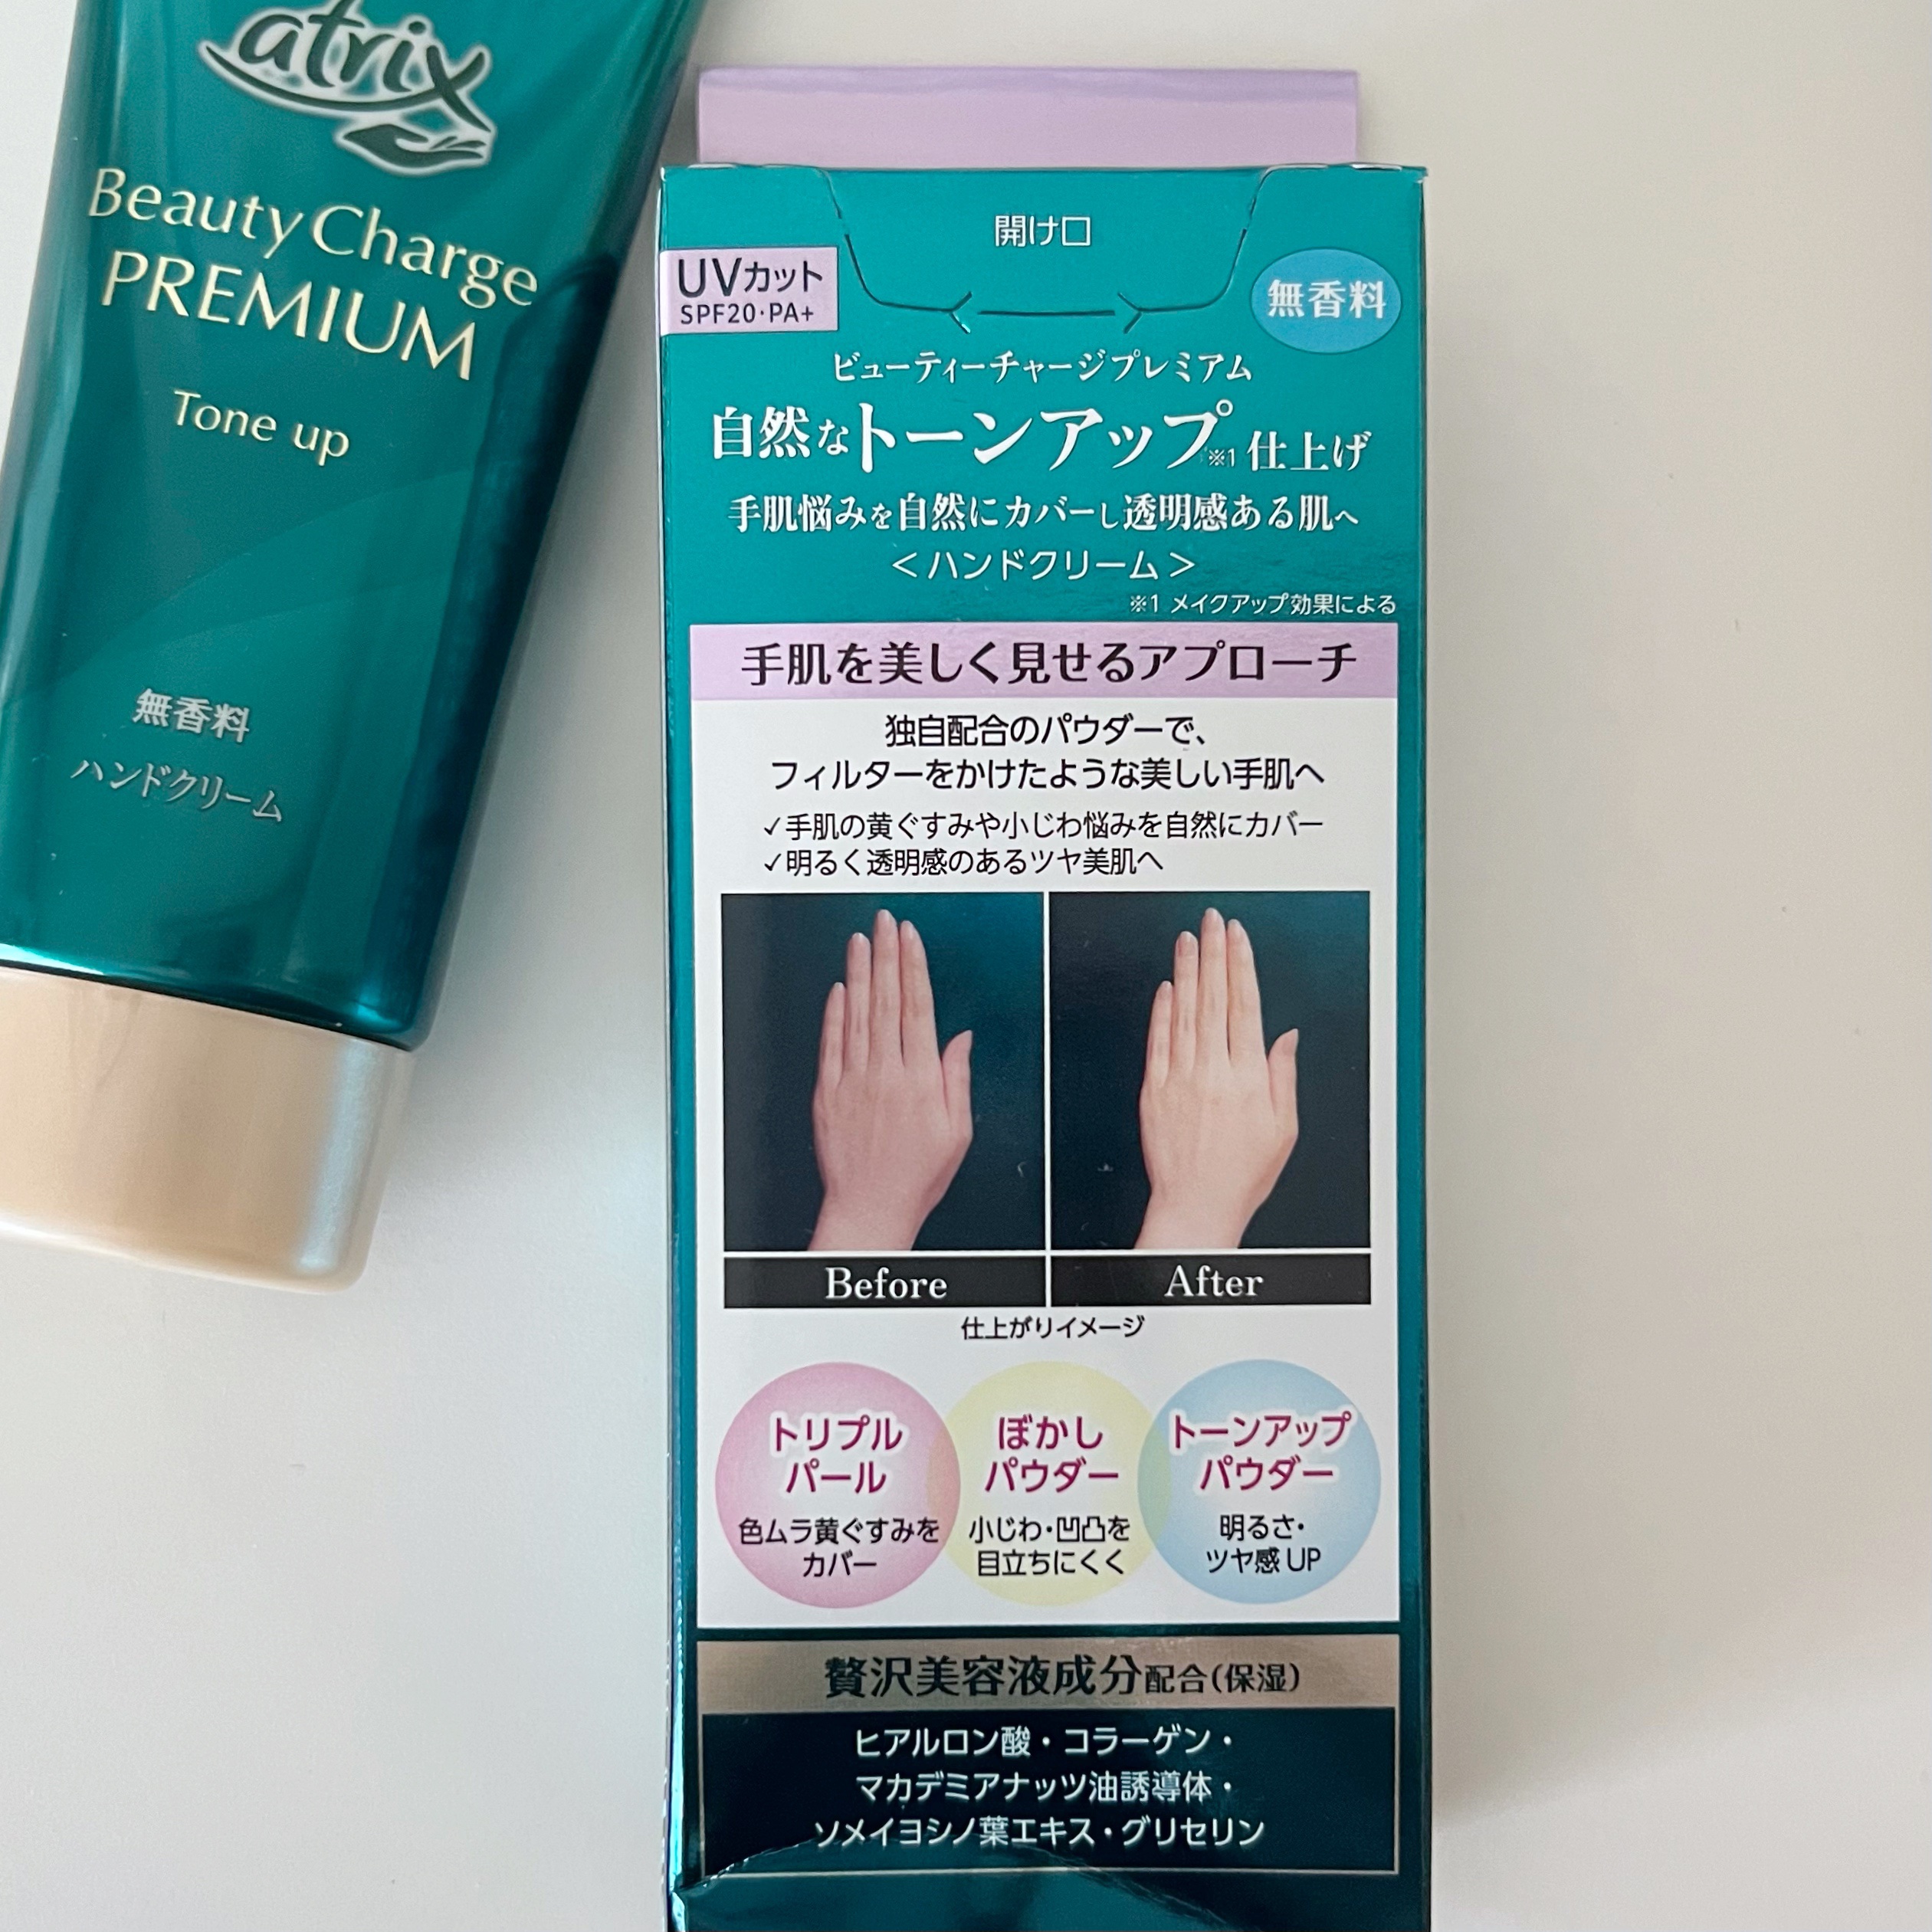 atrix
Beauty Charge
PREMIUM
Tone up
無香料
ハンドクリーム
開け口
UVカット
SPF20･PA+
無香料
ビューティーチャージプレミアム
自然なトーンアップ※1仕上げ
手肌悩みを自然にカバーし透明感ある肌へ
＜ハンドクリーム＞
※1 メイクアップ効果による
手肌を美しく見せるアプローチ
独自配合のパウダーで、
フィルターをかけたような美しい手肌へ
✓手肌の黄ぐすみや小じわ悩みを自然にカバー
✓明るく透明感のあるツヤ美肌へ
Before
After
仕上がりイメージ
トリプル
パール
色ムラ黄ぐすみを
カバー
ぼかし
パウダー
小じわ・凹凸を
目立ちにくく
トーンアップ
パウダー
明るさ・
ツヤ感UP
贅沢美容液成分配合(保湿)
ヒアルロン酸・コラーゲン・
マカデミアナッツ油誘導体・
ソメイヨシノ葉エキス・グリセリン